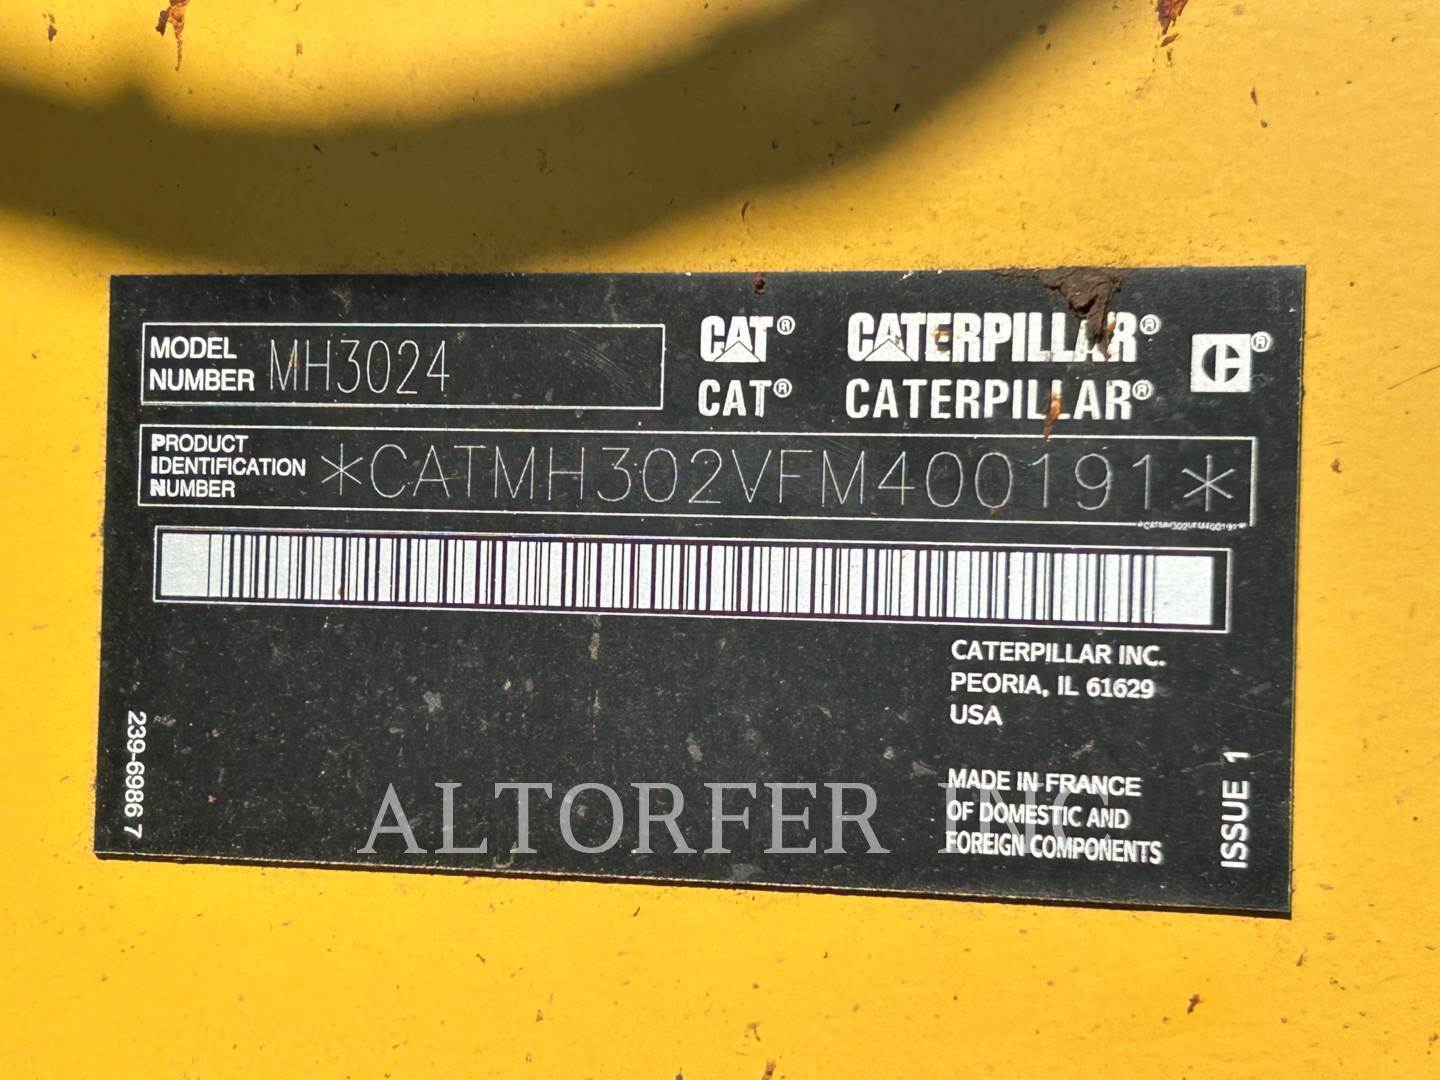 MODEL NUMBER MH3024
CAT® CATERPILLAR®
CAT® CATERPILLAR®
PRODUCT
IDENTIFICATION
NUMBER
*CATMH302VFM400191*
*CATMH302VFM400191*
CATERPILLAR INC.
PEORIA, IL 61629
USA
MADE IN FRANCE
OF DOMESTIC AND
FOREIGN COMPONENTS
ISSUE 1
239-6986 7
ALTORFER INC